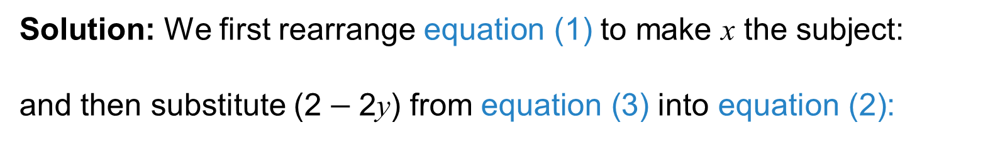 Solution: We first rearrange equation (1) to make x the subject:
and then substitute (2 – 2y) from equation (3) into equation (2):